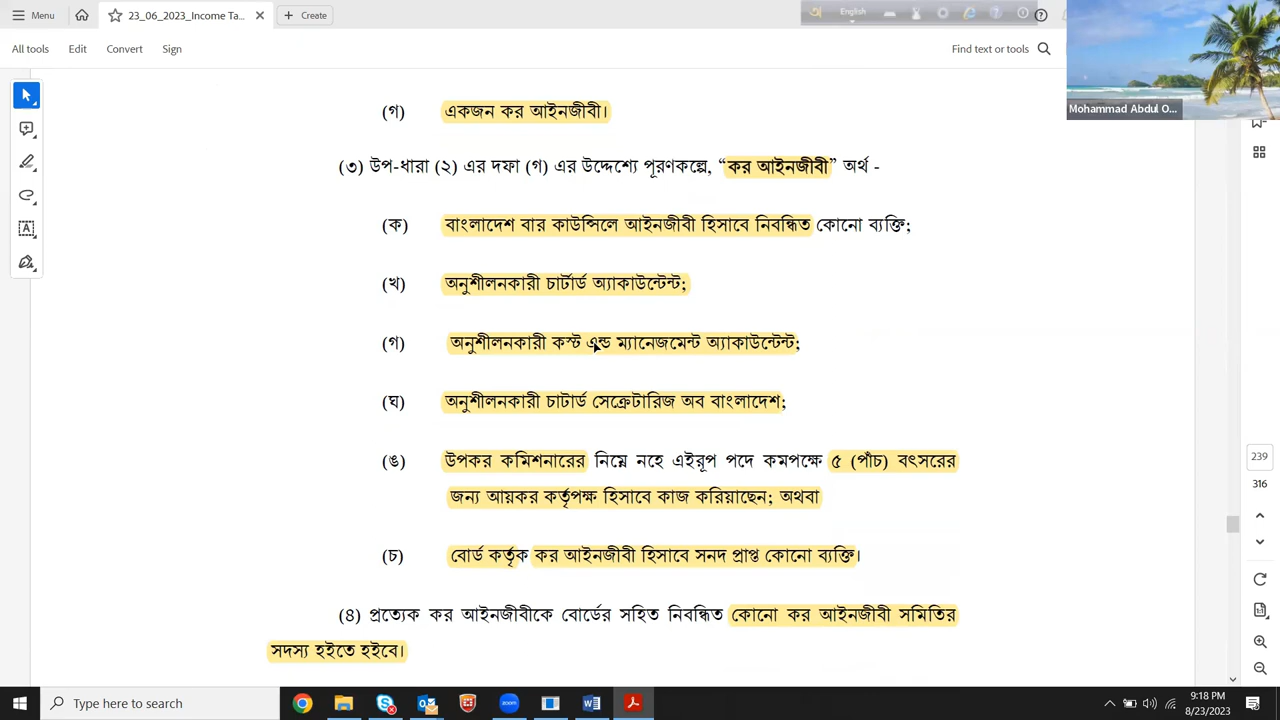 Menu
23_06_2023_Income Ta...
Create
English
All tools
Edit
Convert
Sign
Find text or tools
Mohammad Abdul O...
(গ) একজন কর আইনজীবী।
(৩) উপ-ধারা (২) এর দফা (গ) এর উদ্দেশ্যে পূরণকল্পে, “কর আইনজীবী” অর্থ -
(ক) বাংলাদেশ বার কাউন্সিলে আইনজীবী হিসাবে নিবন্ধিত কোনো ব্যক্তি;
(খ) অনুশীলনকারী চার্টার্ড অ্যাকাউন্টেন্ট;
(গ) অনুশীলনকারী কস্ট এন্ড ম্যানেজমেন্ট অ্যাকাউন্টেন্ট;
(ঘ) অনুশীলনকারী চাটার্ড সেক্রেটারিজ অব বাংলাদেশ;
(ঙ) উপকর কমিশনারের নিম্নে নহে এইরূপ পদে কমপক্ষে ৫ (পাঁচ) বৎসরের
জন্য আয়কর কর্তৃপক্ষ হিসাবে কাজ করিয়াছেন; অথবা
(চ) বোর্ড কর্তৃক কর আইনজীবী হিসাবে সনদ প্রাপ্ত কোনো ব্যক্তি।
(৪) প্রত্যেক কর আইনজীবীকে বোর্ডের সহিত নিবন্ধিত কোনো কর আইনজীবী সমিতির
সদস্য হইতে হইবে।
239
316
Type here to search
zoom
9:18 PM
8/23/2023